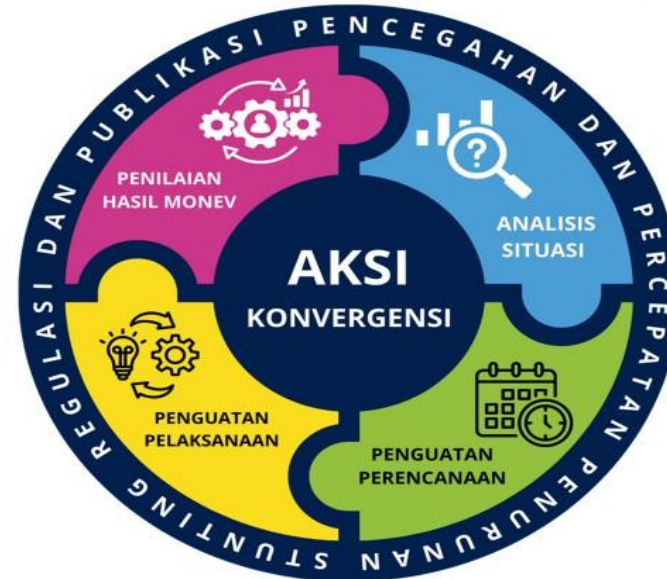 REGULASI DAN PUBLIKASI PENCEGAHAN DAN PERCEPATAN PENURUNAN STUNTING
PENILAIAN
HASIL MONEV
?
ANALISIS
SITUASI
AKSI
KONVERGENSI
PENGUATAN
PELAKSANAAN
PENGUATAN
PERENCANAAN